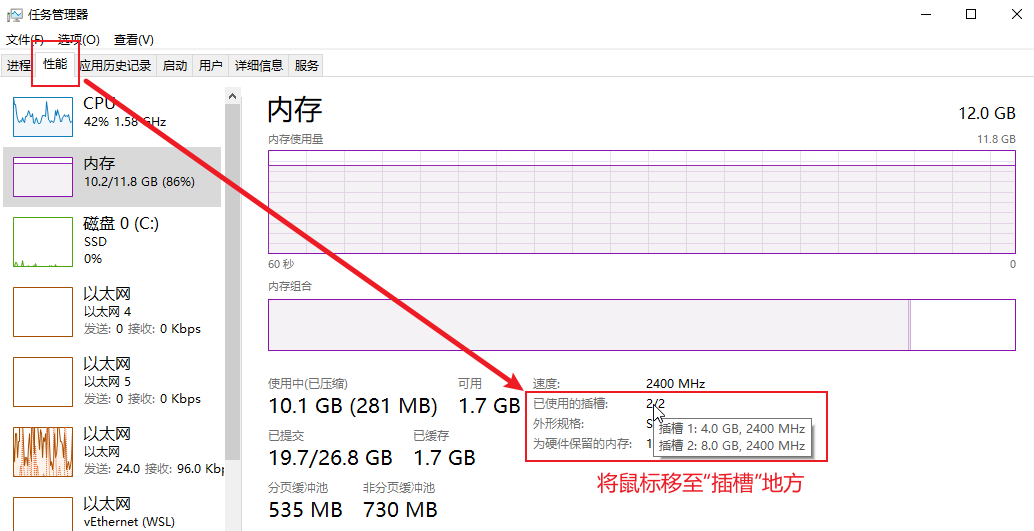 任务管理器
文件(F) 选项(O) 查看(V)
进程 性能 应用历史记录 启动 用户 详细信息 服务
CPU
42% 1.58 GHz
内存
10.2/11.8 GB (86%)
磁盘 0 (C:)
SSD
0%
以太网
以太网 4
发送: 0 接收: 0 Kbps
以太网
以太网 5
发送: 0 接收: 0 Kbps
以太网
以太网
发送: 24.0 接收: 96.0 Kbp
以太网
vEthernet (WSL)
内存 12.0 GB
内存使用量 11.8 GB
60 秒 0
内存组合
使用中(已压缩) 可用
10.1 GB (281 MB) 1.7 GB
已提交 已缓存
19.7/26.8 GB 1.7 GB
分页缓冲池 非分页缓冲池
535 MB 730 MB
速度: 2400 MHz
已使用的插槽: 2/2
外形规格: S
为硬件保留的内存: 1
插槽 1: 4.0 GB, 2400 MHz
插槽 2: 8.0 GB, 2400 MHz
将鼠标移至“插槽”地方